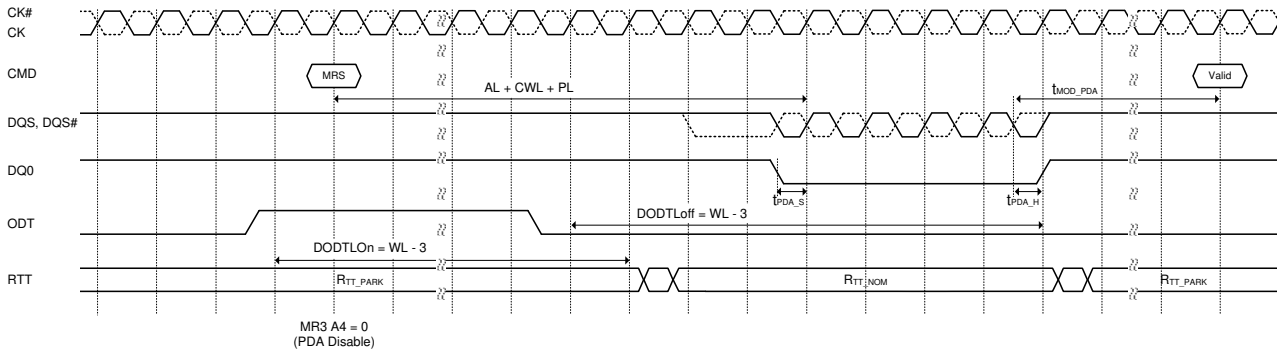 CK#
CK
CMD
MRS
Valid
AL + CWL + PL
tMOD_PDA
DQS, DQS#
DQ0
tPDA_S
tPDA_H
ODT
DODTLoff = WL - 3
DODTLOn = WL - 3
RTT
RTT_PARK
RTT_NOM
RTT_PARK
MR3 A4 = 0
(PDA Disable)